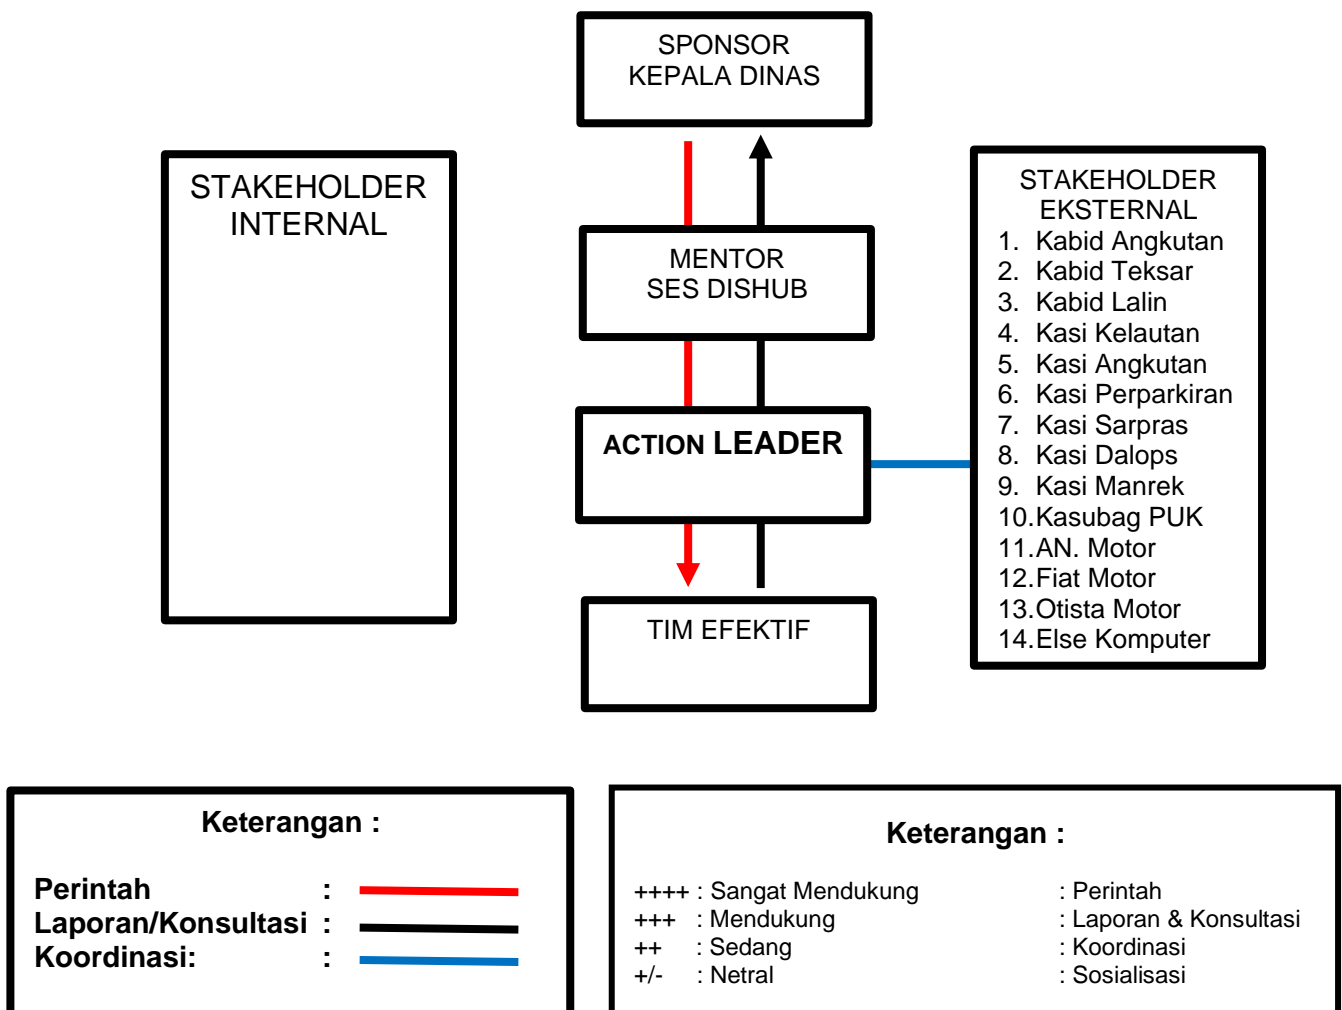 SPONSOR
KEPALA DINAS
STAKEHOLDER
INTERNAL
MENTOR
SES DISHUB
ACTION LEADER
TIM EFEKTIF
STAKEHOLDER
EKSTERNAL
1. Kabid Angkutan
2. Kabid Teksar
3. Kabid Lalin
4. Kasi Kelautan
5. Kasi Angkutan
6. Kasi Perparkiran
7. Kasi Sarpras
8. Kasi Dalops
9. Kasi Manrek
10.Kasubag PUK
11.AN. Motor
12.Fiat Motor
13.Otista Motor
14.Else Komputer
Keterangan :
Perintah :
Laporan/Konsultasi :
Koordinasi: :
Keterangan :
++++ : Sangat Mendukung : Perintah
+++ : Mendukung : Laporan & Konsultasi
++ : Sedang : Koordinasi
+/- : Netral : Sosialisasi